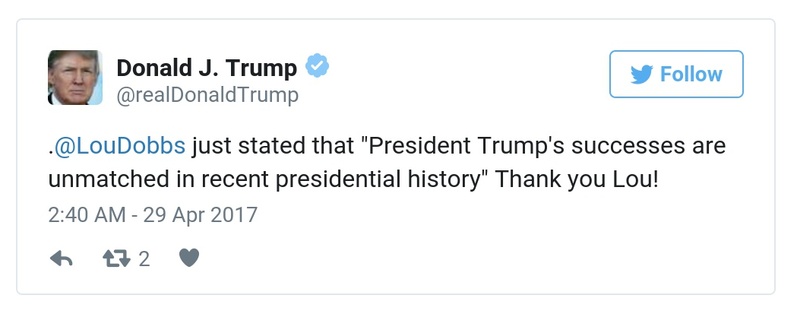 Donald J. Trump
@realDonaldTrump
Follow
.@LouDobbs just stated that "President Trump's successes are
unmatched in recent presidential history" Thank you Lou!
2:40 AM - 29 Apr 2017
2